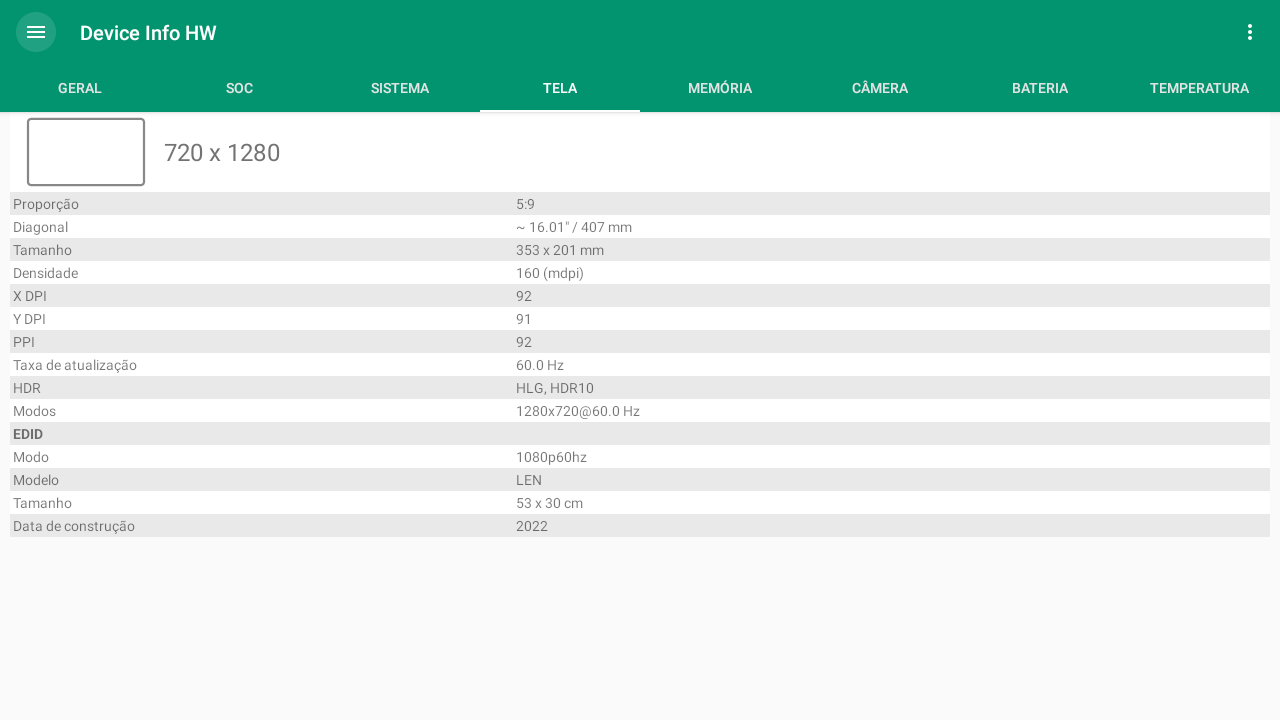 Device Info HW
GERAL SOC SISTEMA TELA MEMÓRIA CÂMERA BATERIA TEMPERATURA
720 x 1280
Proporção 5:9
Diagonal ~ 16.01" / 407 mm
Tamanho 353 x 201 mm
Densidade 160 (mdpi)
X DPI 92
Y DPI 91
PPI 92
Taxa de atualização 60.0 Hz
HDR HLG, HDR10
Modos 1280x720@60.0 Hz
EDID
Modo 1080p60hz
Modelo LEN
Tamanho 53 x 30 cm
Data de construção 2022